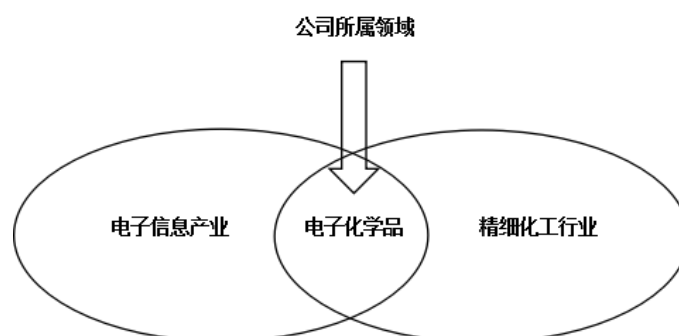 公司所属领域
电子信息产业
电子化学品
精细化工行业